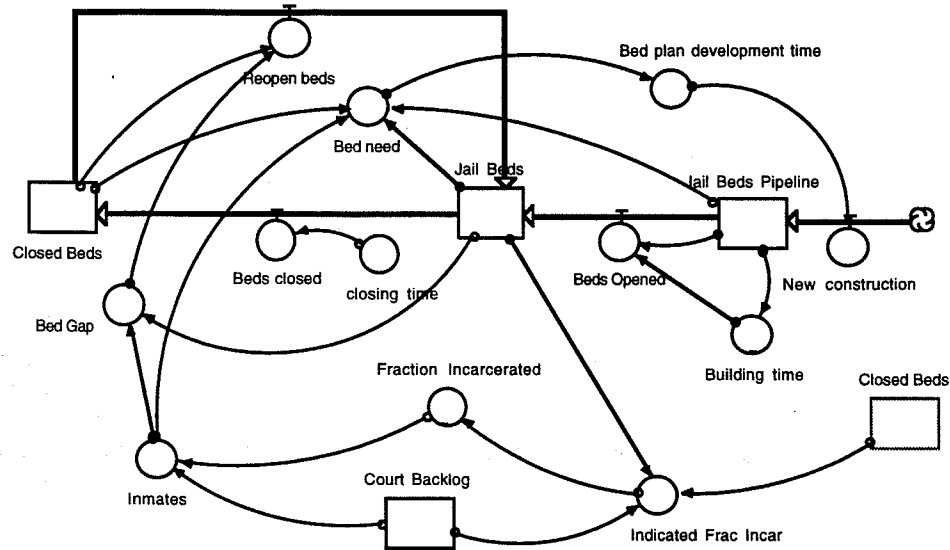 Reopen beds
Bed plan development time
Bed need
Jail Beds
Jail Beds Pipeline
Closed Beds
Beds closed
closing time
Beds Opened
New construction
Bed Gap
Building time
Fraction Incarcerated
Closed Beds
Inmates
Court Backlog
Indicated Frac Incar